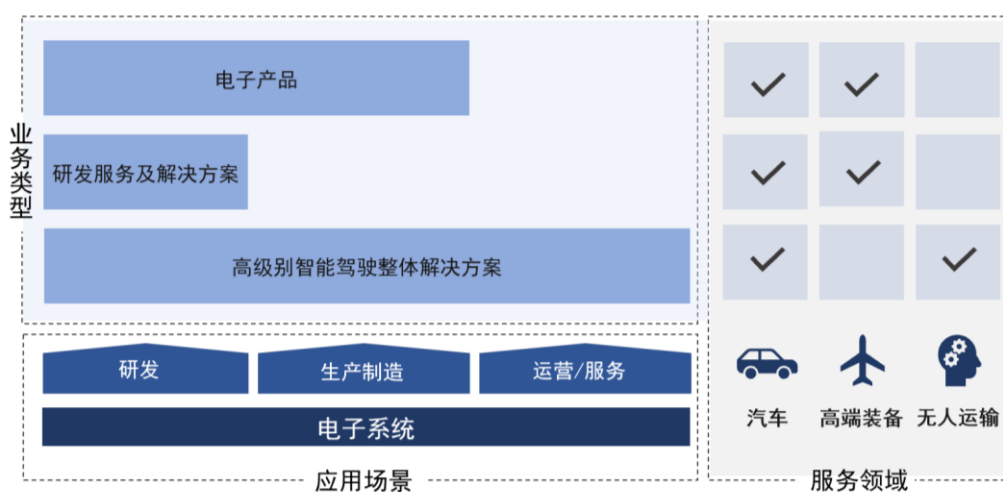 业务类型
电子产品
研发服务及解决方案
高级别智能驾驶整体解决方案
研发
生产制造
运营/服务
电子系统
应用场景
汽车
高端装备
无人运输
服务领域